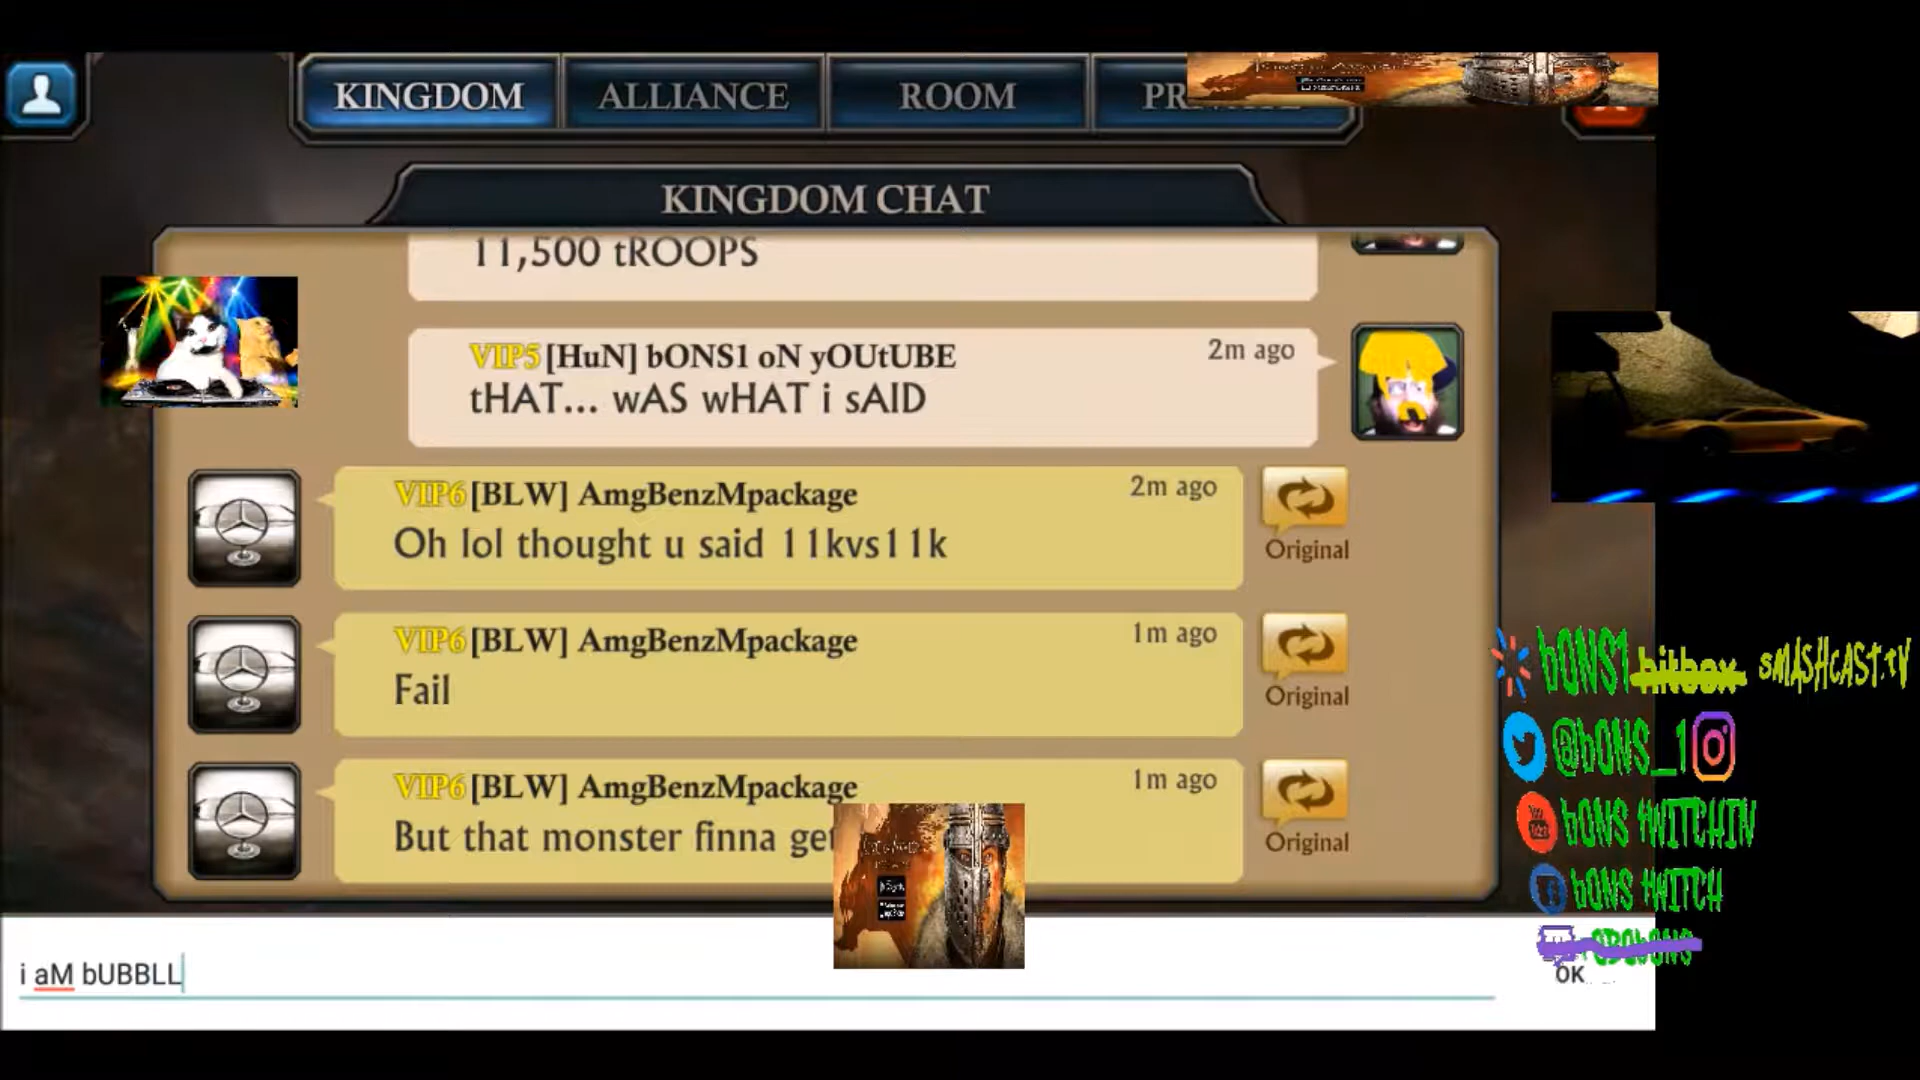 KINGDOM
ALLIANCE
ROOM
KINGDOM CHAT
11,500 tROOPS
VIP5 [HuN] bONS1 oN yOUtUBE
2m ago
tHAT... wAS wHAT i sAID
VIP6 [BLW] AmgBenzMpackage
2m ago
Oh lol thought u said 11kvs11k
Original
VIP6 [BLW] AmgBenzMpackage
1m ago
Fail
Original
VIP6 [BLW] AmgBenzMpackage
1m ago
But that monster finna get
Original
bONS1 hitbox sMASHcAST.tV
@bONS_1
bONS tWITCHIN
bONS tWITCH
i aM bUBBLL
OK